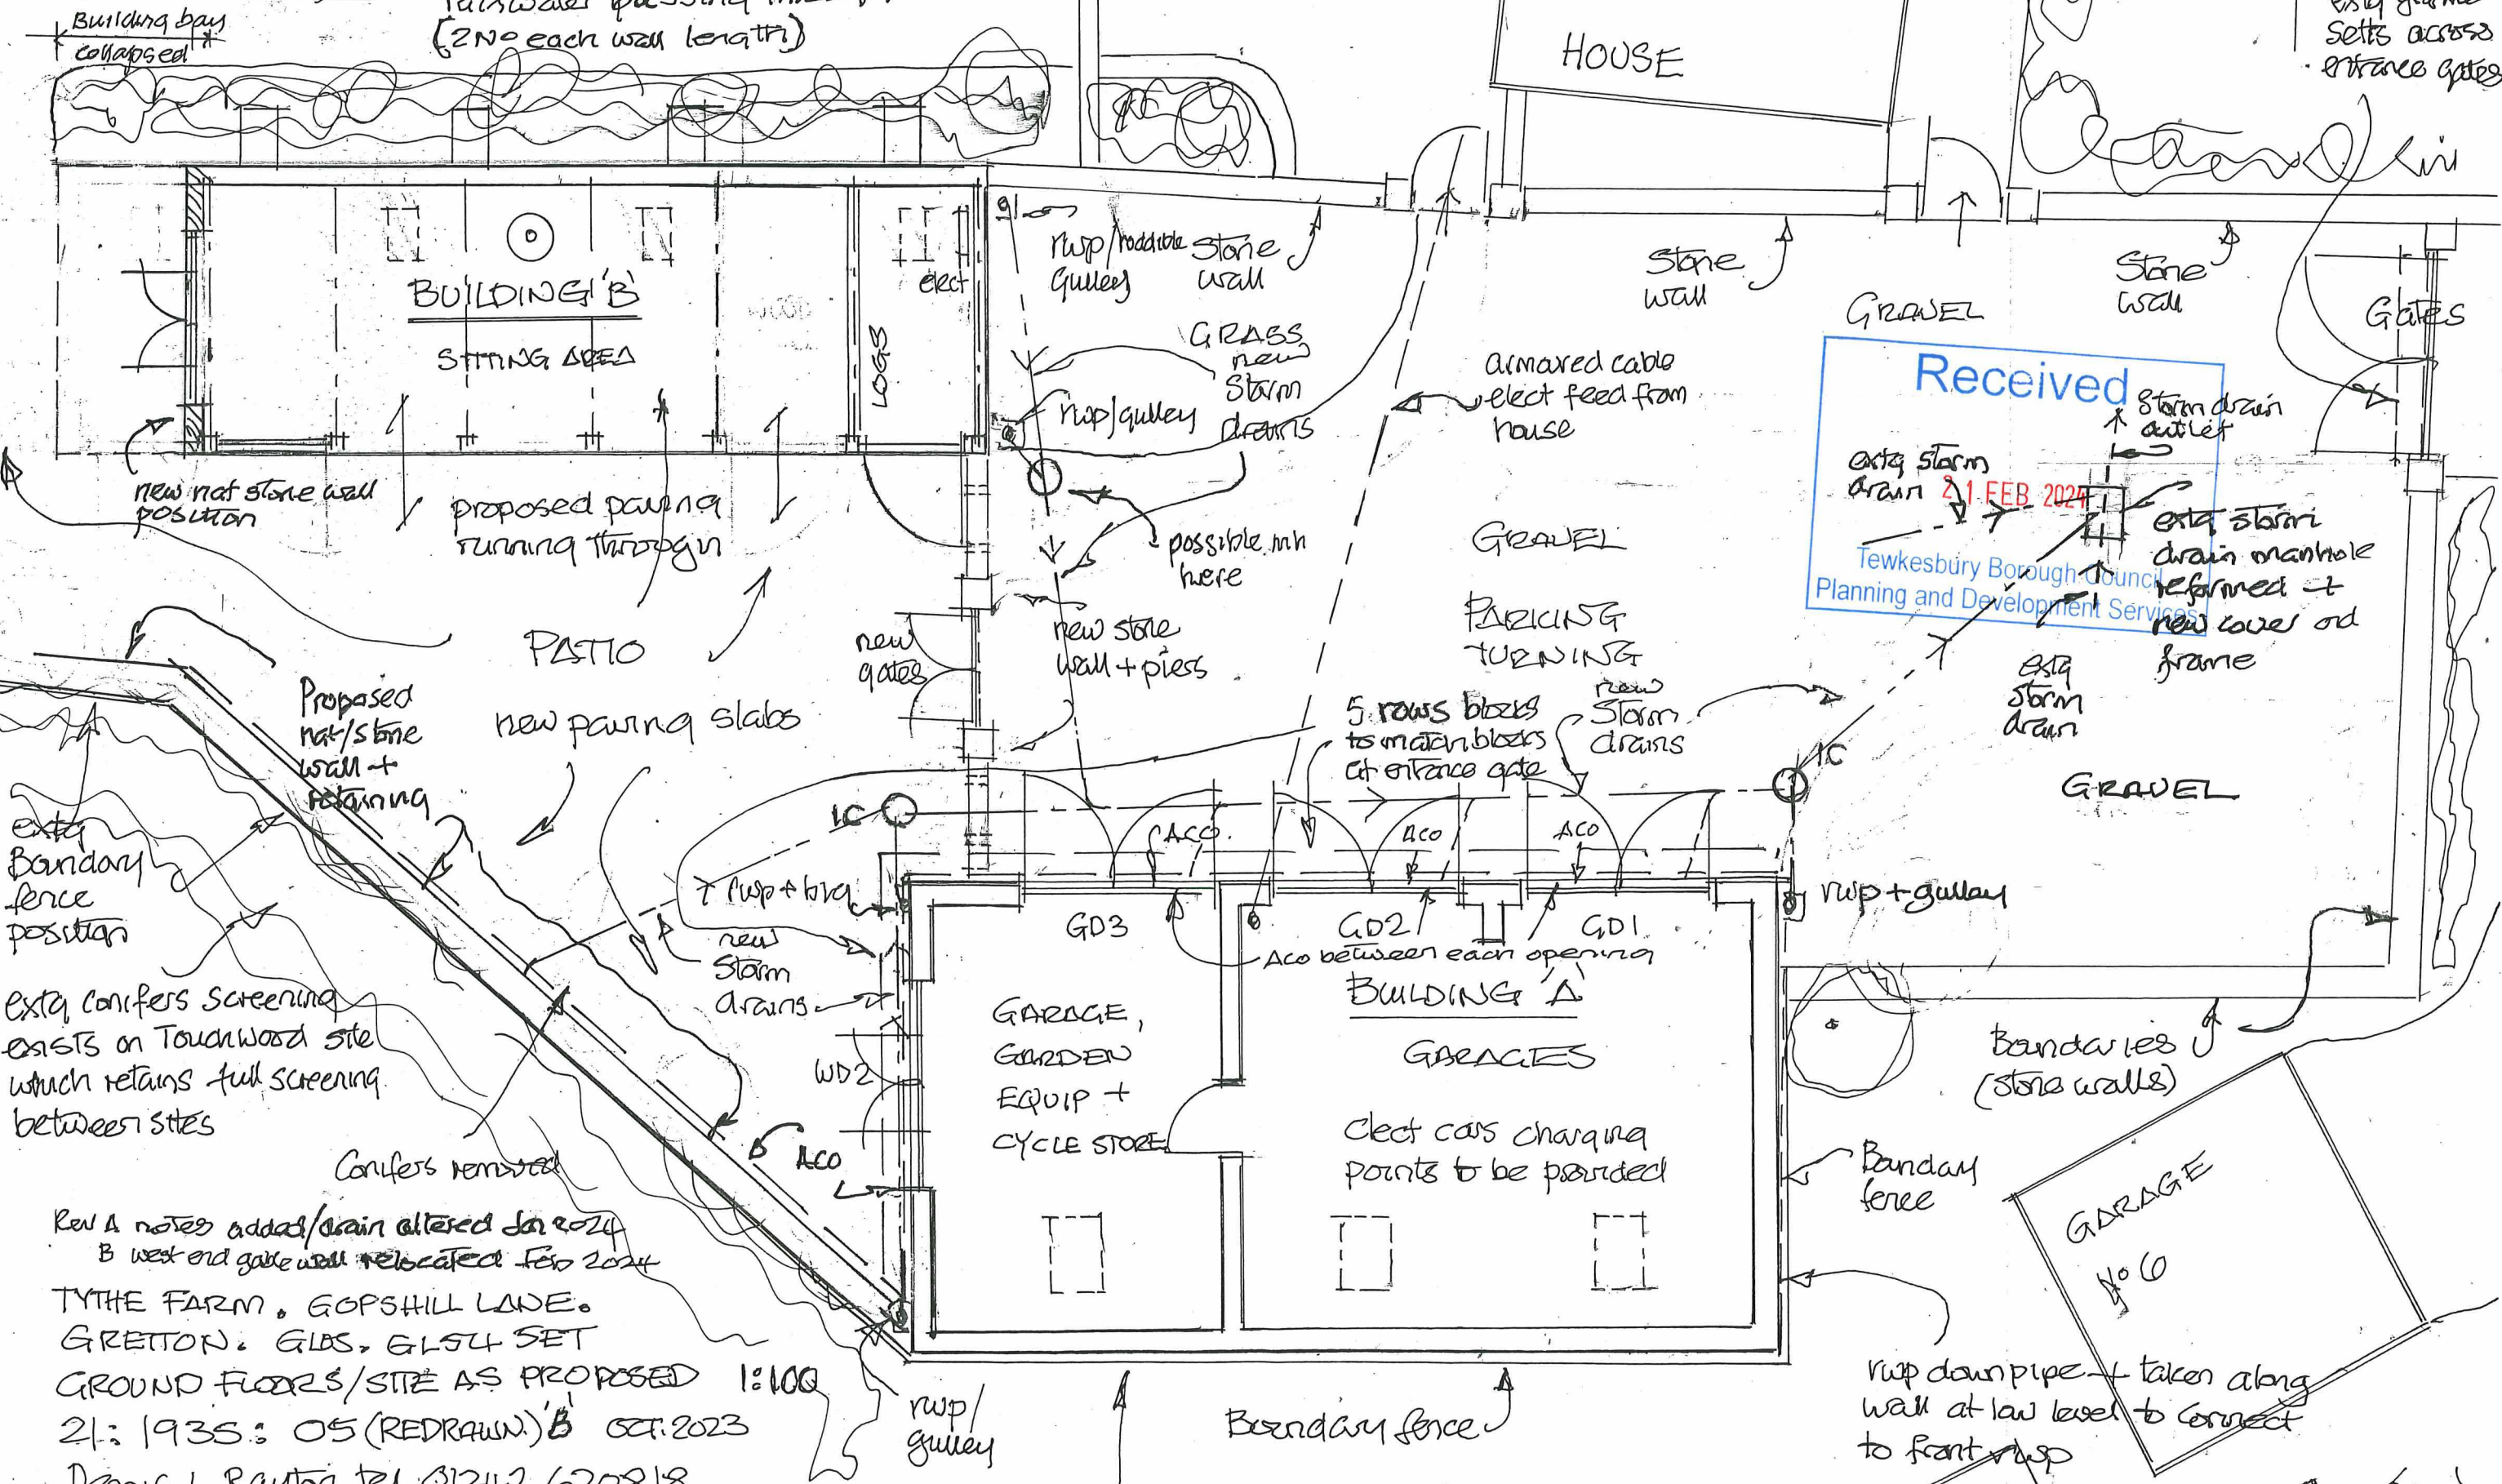 Building bay
collapsed
(2No each wall length)
HOUSE
setts across
entrance gates
rwp/roddible
gulley
Stone
wall
Stone
wall
Stone
wall
GRAVEL
Gates
BUILDING 'B'
SITTING AREA
LOGS
elect
GRASS
new
storm
drains
rwp/gulley
armared cable
elect feed from
house
Received
21 FEB 2024
Tewkesbury Borough Council
Planning and Development Services
storm drain
outlet
extg storm
drain
extg storm
drain manhole
reformed +
new cover and
frame
new nat stone wall
position
proposed paving
running through
possible mh
here
GRAVEL
PARKING
TURNING
PATIO
new paving slabs
new
gates
new stone
wall + piers
5 rows blocks
to match blocks
at entrance gate
new
storm
drains
extg
storm
drain
GRAVEL
IC
IC
Proposed
nat/stone
wall +
retaining
extg
Boundary
fence
position
ACO
ACO
ACO
rwp + gulley
new
storm
drains
GD3
GD2
GD1
ACO between each opening
BUILDING 'A'
GARAGES
GARAGE,
GARDEN
EQUIP +
CYCLE STORE
Elect cars charging
points to be provided
extg conifers screening
exists on Touchwood site
which retains full screening
between sites
Conifers removed
WD2
B
ACO
Boundaries
(stone walls)
Boundary
fence
GARAGE
No 6
Rev A notes added/drain altered Jan 2024
B west end gable wall relocated Feb 2024
TYTHE FARM. GOPSHILL LANE.
GRETTON. GLOS. GL54 5ET
GROUND FLOORS/SITE AS PROPOSED 1:100
21: 1935: 05 (REDRAWN) 'B' OCT. 2023
rwp/
gulley
Boundary fence
rwp downpipe + taken along
wall at low level to connect
to front rwp